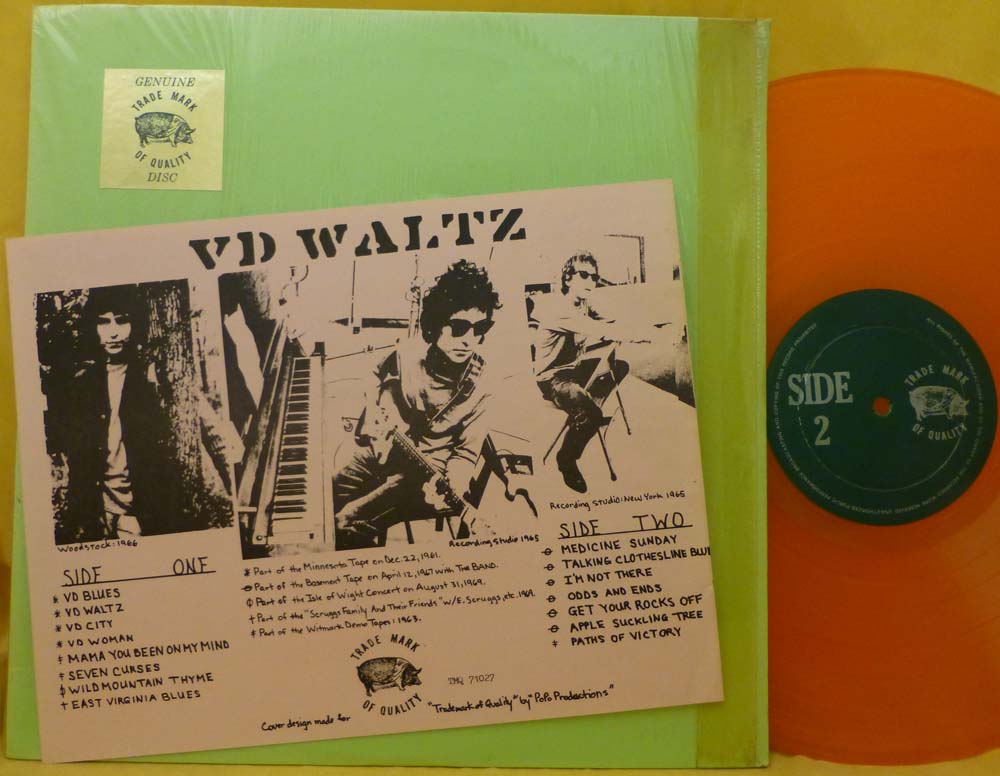 GENUINE
TRADE MARK
OF QUALITY
DISC
VD WALTZ
Woodstock: 1966
Recording Studio 1965
Recording Studio: New York 1965
SIDE ONE
* VD BLUES
* VD WALTZ
* VD CITY
* VD WOMAN
‡ MAMA YOU BEEN ON MY MIND
‡ SEVEN CURSES
ϕ WILD MOUNTAIN THYME
† EAST VIRGINIA BLUES
* Part of the Minnesota Tape on Dec. 22, 1961.
⊖ Part of the Basement Tape on April 12, 1967 with The BAND.
ϕ Part of the Isle of Wight Concert on August 31, 1969.
† Part of the "Scruggs Family And Their Friends" w/E. Scruggs, etc. 1969.
‡ Part of the Witmark Demo Tapes: 1963.
SIDE TWO
⊖ MEDICINE SUNDAY
⊖ TALKING CLOTHESLINE BLU
⊖ I'M NOT THERE
⊖ ODDS AND ENDS
⊖ GET YOUR ROCKS OFF
⊖ APPLE SUCKLING TREE
‡ PATHS OF VICTORY
TRADE MARK
OF QUALITY
TMQ 71027
Cover design made for "Trademark of Quality" by "PoPo Productions"
SIDE
2
TRADE MARK
OF QUALITY